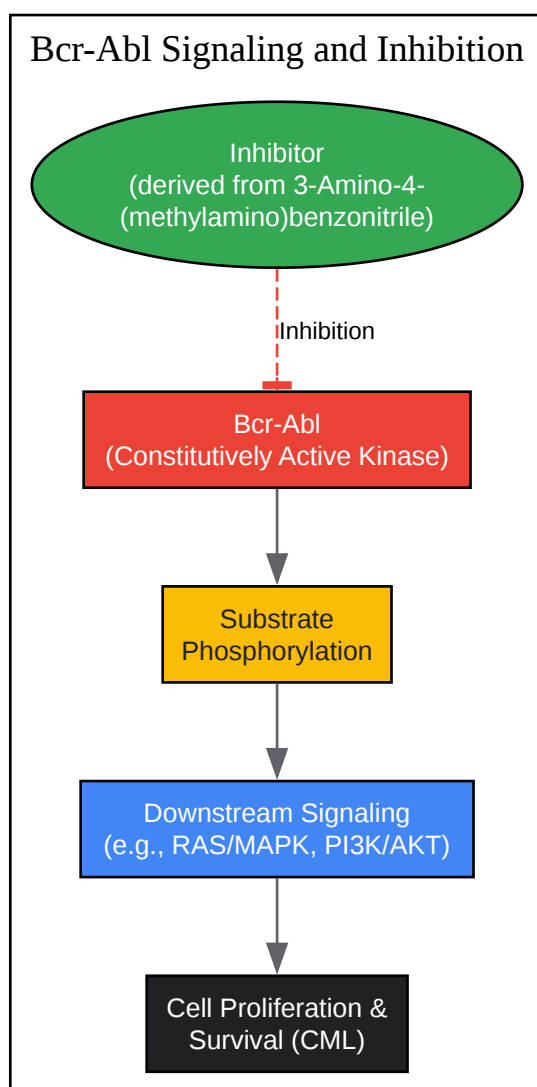 Bcr-Abl Signaling and Inhibition
Inhibitor
(derived from 3-Amino-4-
(methylamino)benzonitrile)
Inhibition
Bcr-Abl
(Constitutively Active Kinase)
Substrate
Phosphorylation
Downstream Signaling
(e.g., RAS/MAPK, PI3K/AKT)
Cell Proliferation &
Survival (CML)